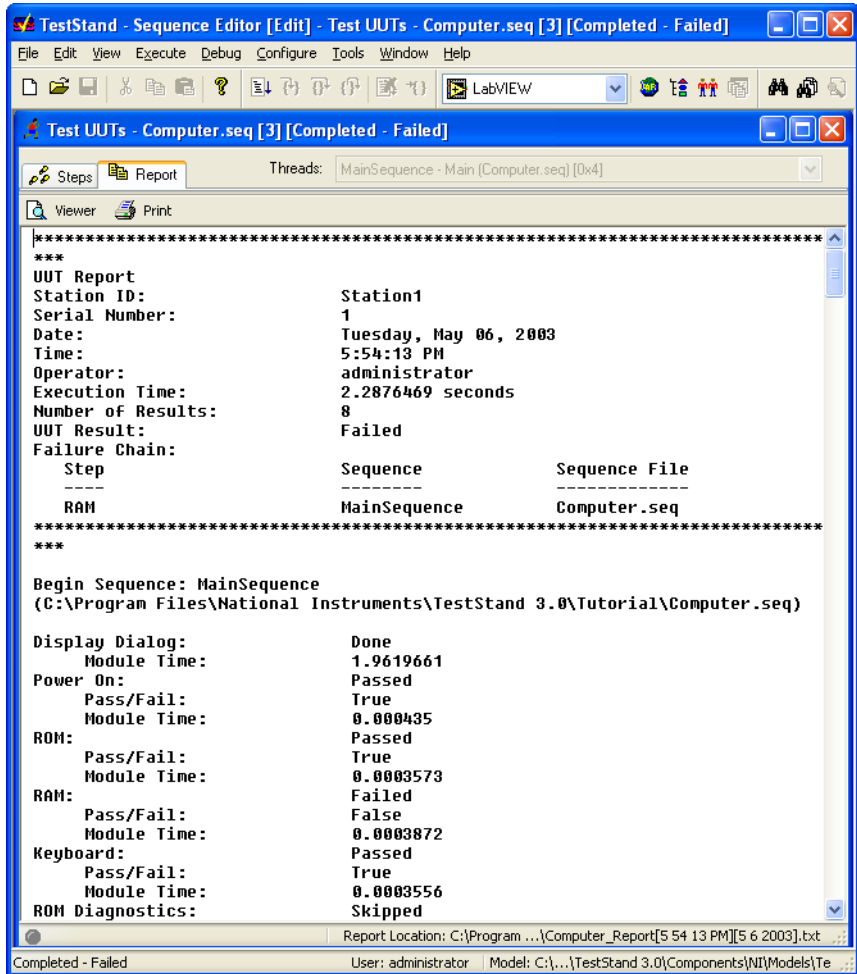 TestStand - Sequence Editor [Edit] - Test UUTs - Computer.seq [3] [Completed - Failed]
File Edit View Execute Debug Configure Tools Window Help
LabVIEW
Test UUTs - Computer.seq [3] [Completed - Failed]
Steps Report Threads: MainSequence - Main (Computer.seq) [0x4]
Viewer Print
*****************************************************************************
***
UUT Report
Station ID: Station1
Serial Number: 1
Date: Tuesday, May 06, 2003
Time: 5:54:13 PM
Operator: administrator
Execution Time: 2.2876469 seconds
Number of Results: 8
UUT Result: Failed
Failure Chain:
Step Sequence Sequence File
---- -------- -------------
RAM MainSequence Computer.seq
*****************************************************************************
***
Begin Sequence: MainSequence
(C:\Program Files\National Instruments\TestStand 3.0\Tutorial\Computer.seq)
Display Dialog: Done
Module Time: 1.9619661
Power On: Passed
Pass/Fail: True
Module Time: 0.000435
ROM: Passed
Pass/Fail: True
Module Time: 0.0003573
RAM: Failed
Pass/Fail: False
Module Time: 0.0003872
Keyboard: Passed
Pass/Fail: True
Module Time: 0.0003556
ROM Diagnostics: Skipped
Report Location: C:\Program ...\Computer_Report[5 54 13 PM][5 6 2003].txt
Completed - Failed User: administrator Model: C:\...\TestStand 3.0\Components\NI\Models\Te